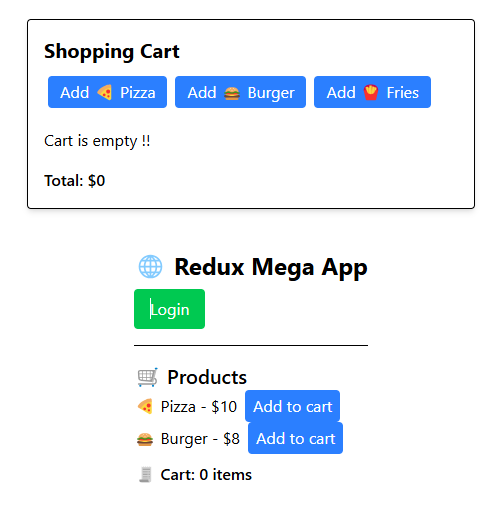 Shopping Cart
Add 🍕 Pizza Add 🍔 Burger Add 🍟 Fries
Cart is empty !!
Total: $0
🌐 Redux Mega App
Login
🛒 Products
🍕 Pizza - $10 Add to cart
🍔 Burger - $8 Add to cart
🧾 Cart: 0 items